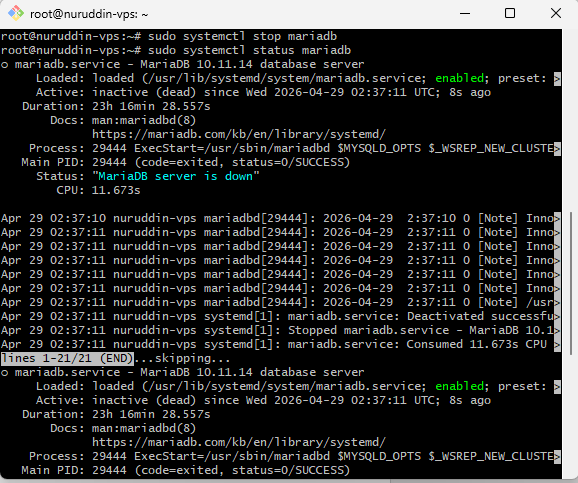 root@nuruddin-vps: ~
root@nuruddin-vps:~# sudo systemctl stop mariadb
root@nuruddin-vps:~# sudo systemctl status mariadb
○ mariadb.service - MariaDB 10.11.14 database server
     Loaded: loaded (/usr/lib/systemd/system/mariadb.service; enabled; preset: >
     Active: inactive (dead) since Wed 2026-04-29 02:37:11 UTC; 8s ago
   Duration: 23h 16min 28.557s
       Docs: man:mariadbd(8)
             https://mariadb.com/kb/en/library/systemd/
    Process: 29444 ExecStart=/usr/sbin/mariadbd $MYSQLD_OPTS $_WSREP_NEW_CLUSTE>
   Main PID: 29444 (code=exited, status=0/SUCCESS)
     Status: "MariaDB server is down"
        CPU: 11.673s

Apr 29 02:37:10 nuruddin-vps mariadbd[29444]: 2026-04-29  2:37:10 0 [Note] Inno>
Apr 29 02:37:11 nuruddin-vps mariadbd[29444]: 2026-04-29  2:37:11 0 [Note] Inno>
Apr 29 02:37:11 nuruddin-vps mariadbd[29444]: 2026-04-29  2:37:11 0 [Note] Inno>
Apr 29 02:37:11 nuruddin-vps mariadbd[29444]: 2026-04-29  2:37:11 0 [Note] Inno>
Apr 29 02:37:11 nuruddin-vps mariadbd[29444]: 2026-04-29  2:37:11 0 [Note] Inno>
Apr 29 02:37:11 nuruddin-vps mariadbd[29444]: 2026-04-29  2:37:11 0 [Note] Inno>
Apr 29 02:37:11 nuruddin-vps mariadbd[29444]: 2026-04-29  2:37:11 0 [Note] /usr>
Apr 29 02:37:11 nuruddin-vps systemd[1]: mariadb.service: Deactivated successfu>
Apr 29 02:37:11 nuruddin-vps systemd[1]: Stopped mariadb.service - MariaDB 10.1>
Apr 29 02:37:11 nuruddin-vps systemd[1]: mariadb.service: Consumed 11.673s CPU >
lines 1-21/21 (END)...skipping...
○ mariadb.service - MariaDB 10.11.14 database server
     Loaded: loaded (/usr/lib/systemd/system/mariadb.service; enabled; preset: >
     Active: inactive (dead) since Wed 2026-04-29 02:37:11 UTC; 8s ago
   Duration: 23h 16min 28.557s
       Docs: man:mariadbd(8)
             https://mariadb.com/kb/en/library/systemd/
    Process: 29444 ExecStart=/usr/sbin/mariadbd $MYSQLD_OPTS $_WSREP_NEW_CLUSTE>
   Main PID: 29444 (code=exited, status=0/SUCCESS)